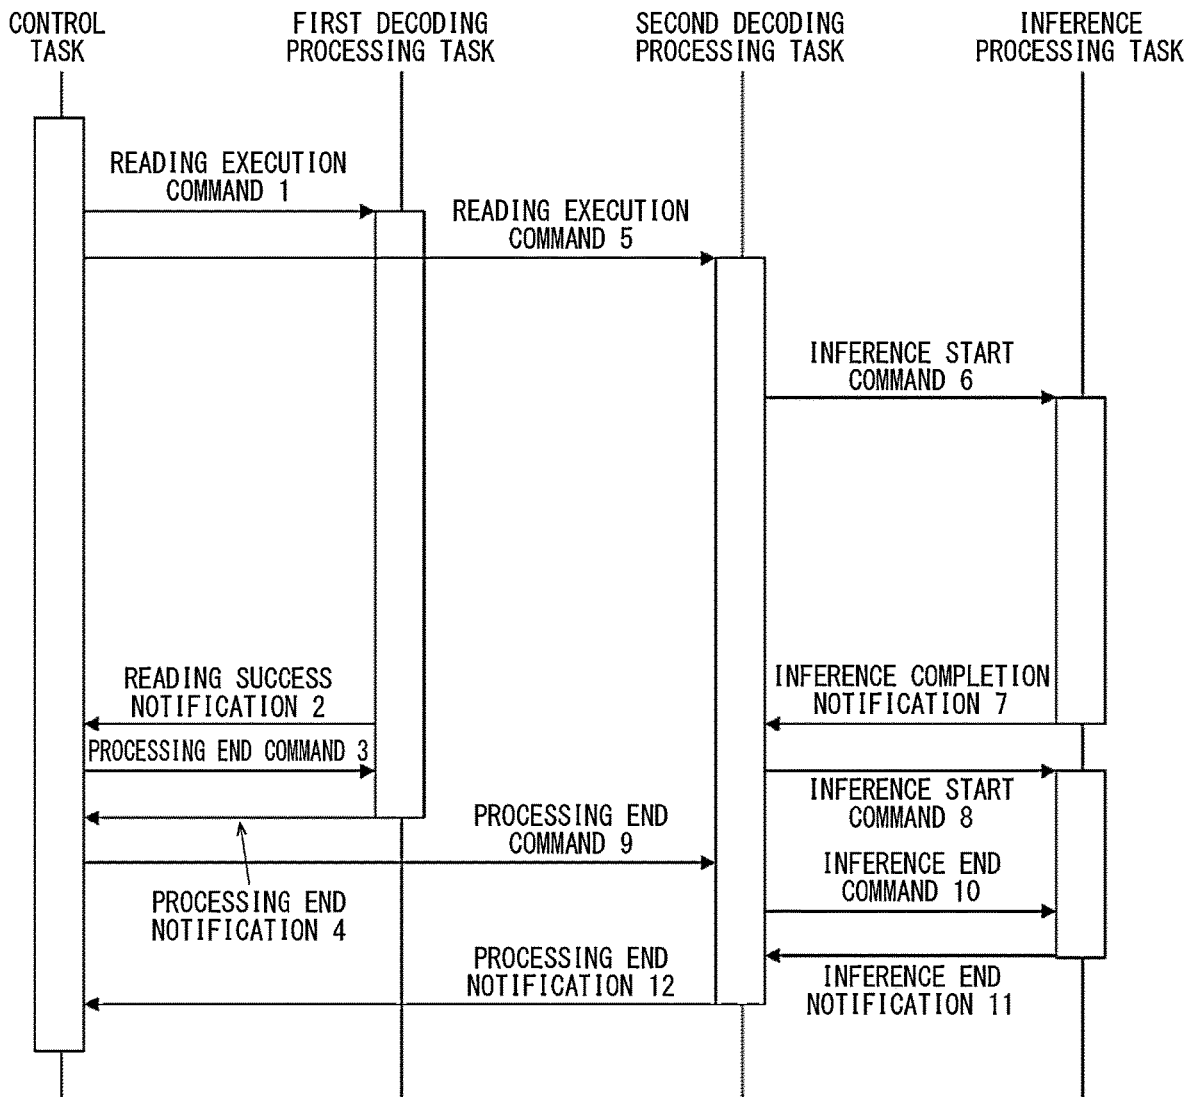 CONTROL
TASK
FIRST DECODING
PROCESSING TASK
SECOND DECODING
PROCESSING TASK
INFERENCE
PROCESSING TASK
READING EXECUTION
COMMAND 1
READING EXECUTION
COMMAND 5
INFERENCE START
COMMAND 6
READING SUCCESS
NOTIFICATION 2
INFERENCE COMPLETION
NOTIFICATION 7
PROCESSING END COMMAND 3
INFERENCE START
COMMAND 8
PROCESSING END
COMMAND 9
INFERENCE END
COMMAND 10
PROCESSING END
NOTIFICATION 4
PROCESSING END
NOTIFICATION 12
INFERENCE END
NOTIFICATION 11